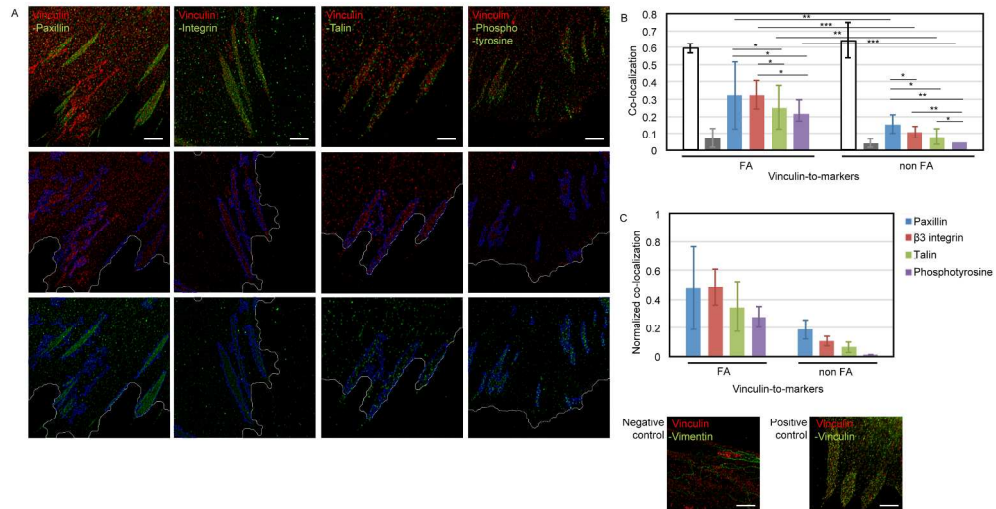 A
Vinculin
-Paxillin
Vinculin
-Integrin
Vinculin
-Talin
Vinculin
-Phospho
-tyrosine
B
Co-localization
0.8
0.7
0.6
0.5
0.4
0.3
0.2
0.1
0
**
***
**
***
-
*
*
*
*
*
*
**
**
*
FA
non FA
Vinculin-to-markers
C
Normalized co-localization
1
0.8
0.6
0.4
0.2
0
Paxillin
β3 integrin
Talin
Phosphotyrosine
FA
non FA
Vinculin-to-markers
Negative
control
Vinculin
-Vimentin
Positive
control
Vinculin
-Vinculin